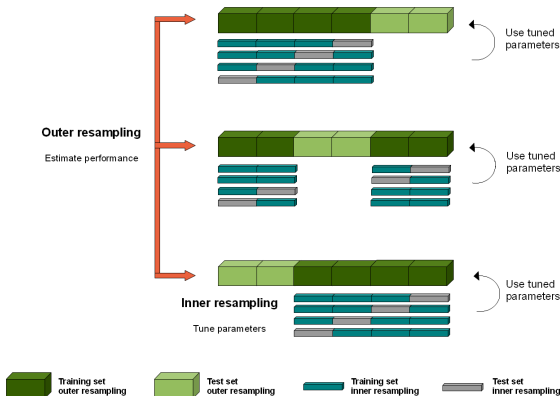 Use tuned
parameters
Outer resampling
Estimate performance
Use tuned
parameters
Inner resampling
Tune parameters
Use tuned
parameters
Training set
outer resampling
Test set
outer resampling
Training set
inner resampling
Test set
inner resampling